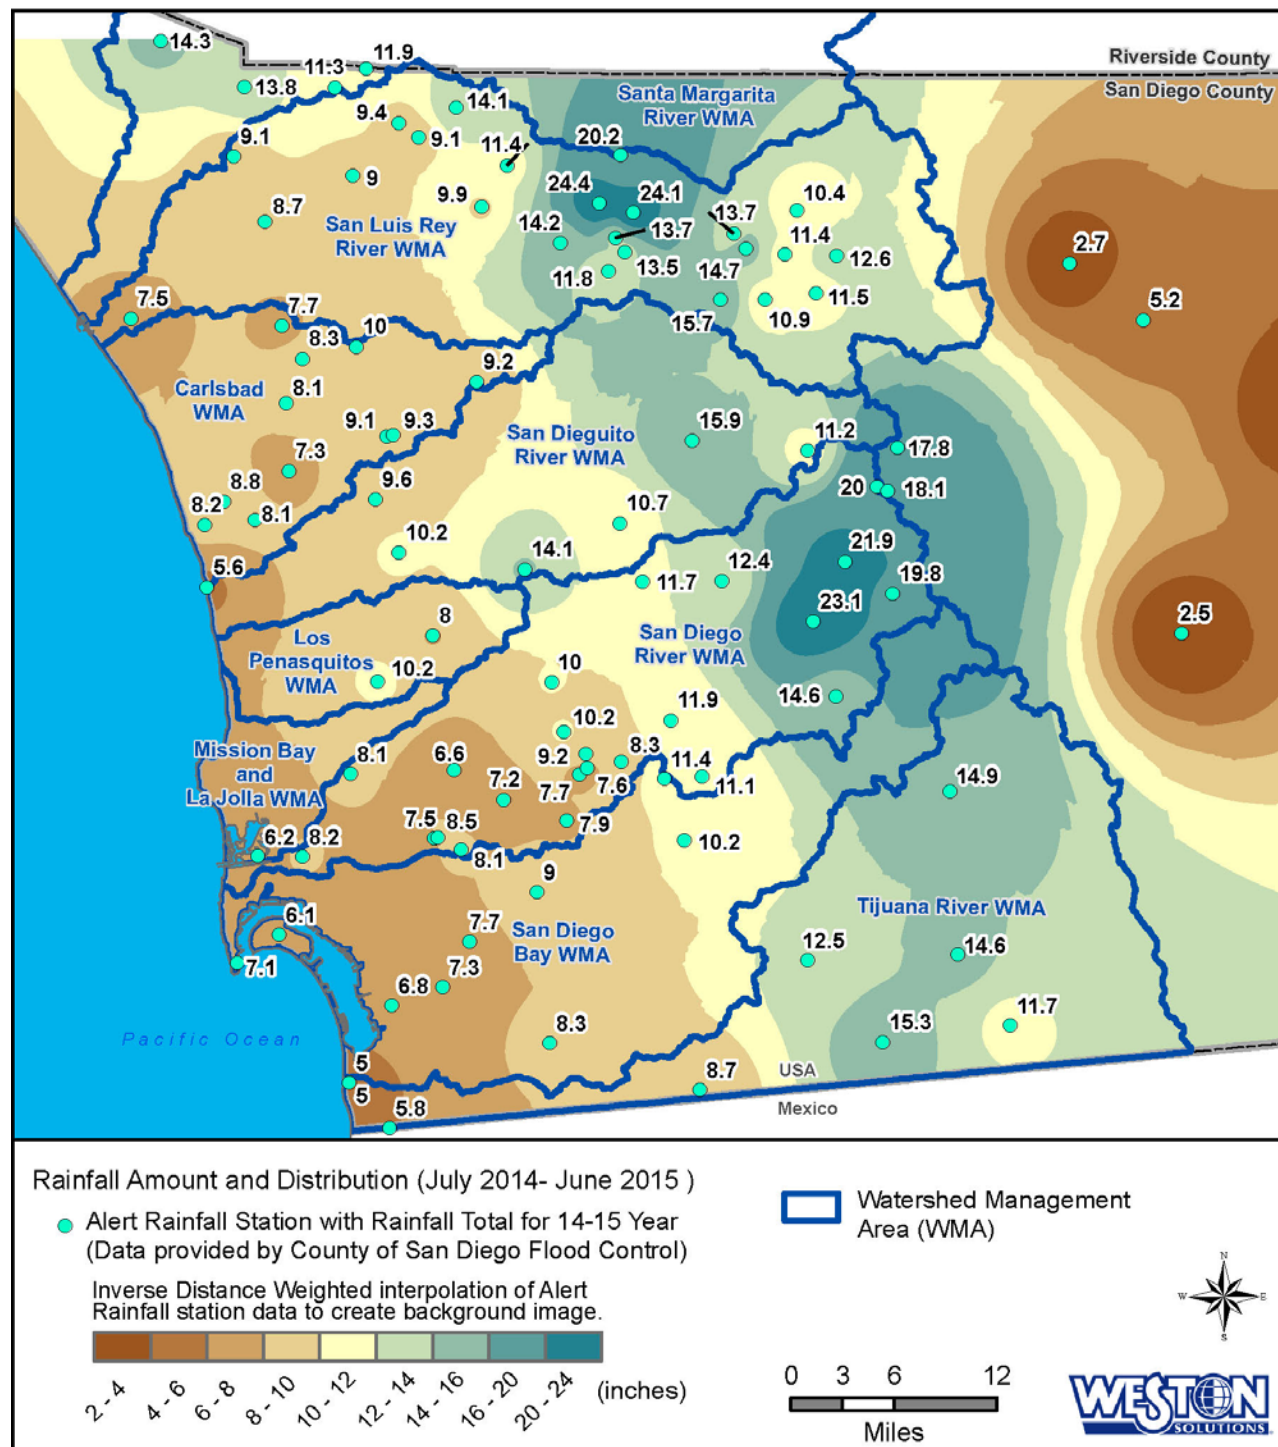 14.3
11.9
11.3
Riverside County
13.8
14.1
Santa Margarita
River WMA
San Diego County
9.4
9.1
9.1
11.4
20.2
9
24.4
24.1
10.4
9.9
8.7
San Luis Rey
River WMA
14.2
13.7
13.7
11.4
2.7
11.8
13.5
14.7
12.6
7.5
7.7
11.5
5.2
8.3
10
15.7
10.9
9.2
Carlsbad
WMA
8.1
9.1
9.3
San Dieguito
River WMA
15.9
11.2
17.8
7.3
8.8
9.6
20
18.1
8.2
8.1
10.7
10.2
14.1
12.4
21.9
5.6
11.7
19.8
23.1
2.5
8
Los
Penasquitos
WMA
San Diego
River WMA
10.2
10
14.6
11.9
10.2
Mission Bay
and
La Jolla WMA
8.1
6.6
9.2
8.3
11.4
14.9
7.2
7.7
7.6
11.1
7.5
8.5
7.9
6.2
8.2
8.1
10.2
9
Tijuana River WMA
6.1
7.7
San Diego
Bay WMA
12.5
14.6
7.1
7.3
6.8
11.7
Pacific Ocean
8.3
15.3
5
5
8.7
USA
5.8
Mexico
Rainfall Amount and Distribution (July 2014- June 2015 )
Alert Rainfall Station with Rainfall Total for 14-15 Year
(Data provided by County of San Diego Flood Control)
Inverse Distance Weighted interpolation of Alert
Rainfall station data to create background image.
2 - 4
4 - 6
6 - 8
8 - 10
10 - 12
12 - 14
14 - 16
16 - 20
20 - 24
(inches)
Watershed Management
Area (WMA)
N
W
E
S
0 3 6 12
Miles
WESTON
SOLUTIONS